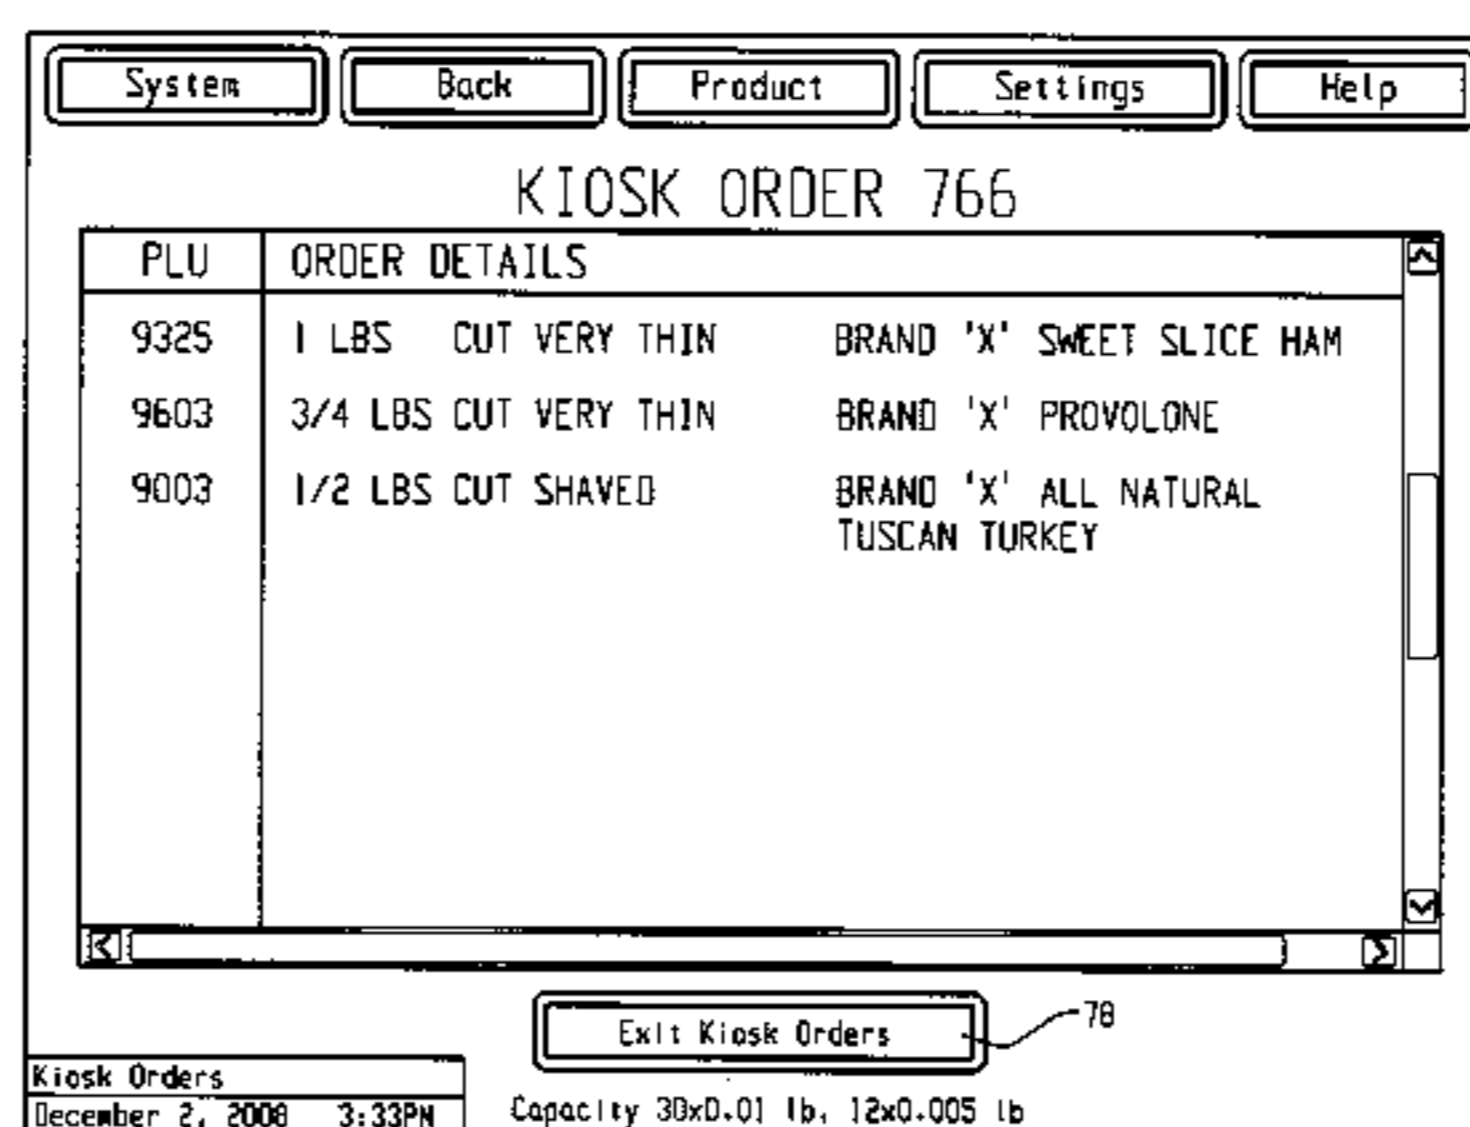 System Back Product Settings Help
KIOSK ORDER 766
PLU ORDER DETAILS
9325 1 LBS CUT VERY THIN BRAND 'X' SWEET SLICE HAM
9603 3/4 LBS CUT VERY THIN BRAND 'X' PROVOLONE
9003 1/2 LBS CUT SHAVED BRAND 'X' ALL NATURAL
TUSCAN TURKEY
Exit Kiosk Orders 78
Kiosk Orders
December 2, 2008 3:33PM Capacity 30x0.01 lb, 12x0.005 lb